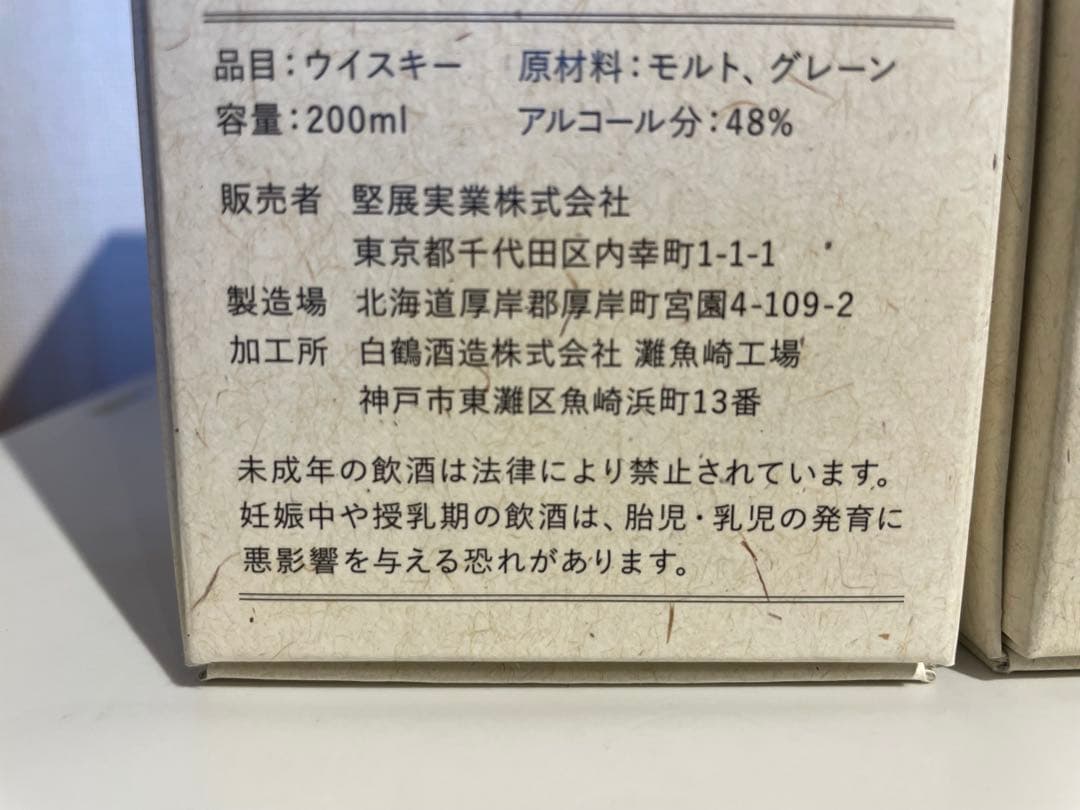 品目：ウイスキー　原材料：モルト、グレーン
容量：200ml　アルコール分：48%
販売者　堅展実業株式会社
東京都千代田区内幸町1-1-1
製造場　北海道厚岸郡厚岸町宮園4-109-2
加工所　白鶴酒造株式会社 灘魚崎工場
神戸市東灘区魚崎浜町13番
未成年の飲酒は法律により禁止されています。
妊娠中や授乳期の飲酒は、胎児・乳児の発育に
悪影響を与える恐れがあります。